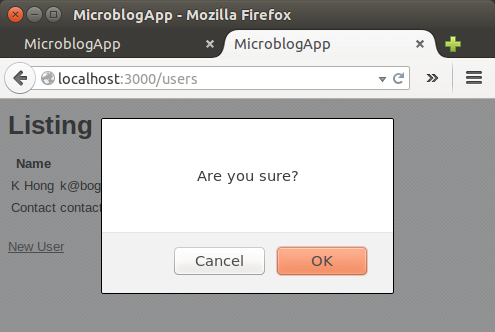 MicroblogApp - Mozilla Firefox
MicroblogApp MicroblogApp
localhost:3000/users
Listing
Name
K Hong k@bog
Contact contact
New User
Are you sure?
Cancel OK